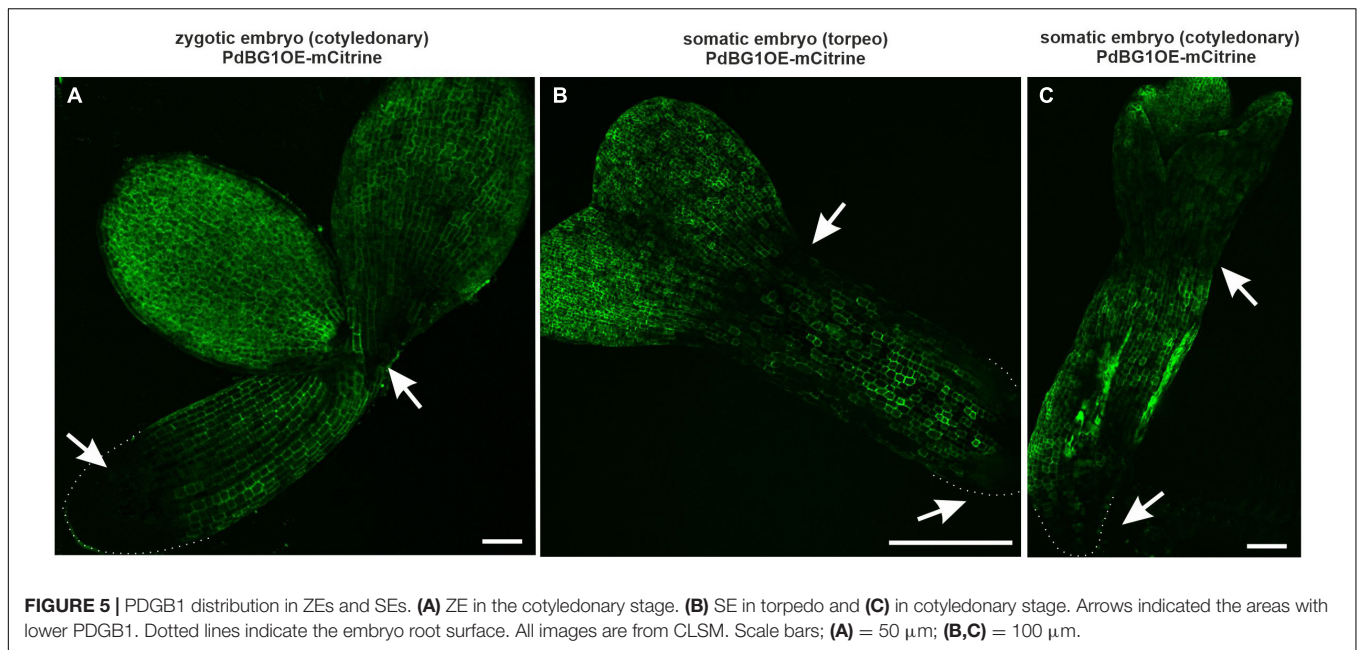 zygotic embryo (cotyledonary)
PdBG1OE-mCitrine
somatic embryo (torpeo)
PdBG1OE-mCitrine
somatic embryo (cotyledonary)
PdBG1OE-mCitrine
A
B
C
FIGURE 5 | PDGB1 distribution in ZEs and SEs. (A) ZE in the cotyledonary stage. (B) SE in torpedo and (C) in cotyledonary stage. Arrows indicated the areas with
lower PDGB1. Dotted lines indicate the embryo root surface. All images are from CLSM. Scale bars; (A) = 50 μm; (B,C) = 100 μm.